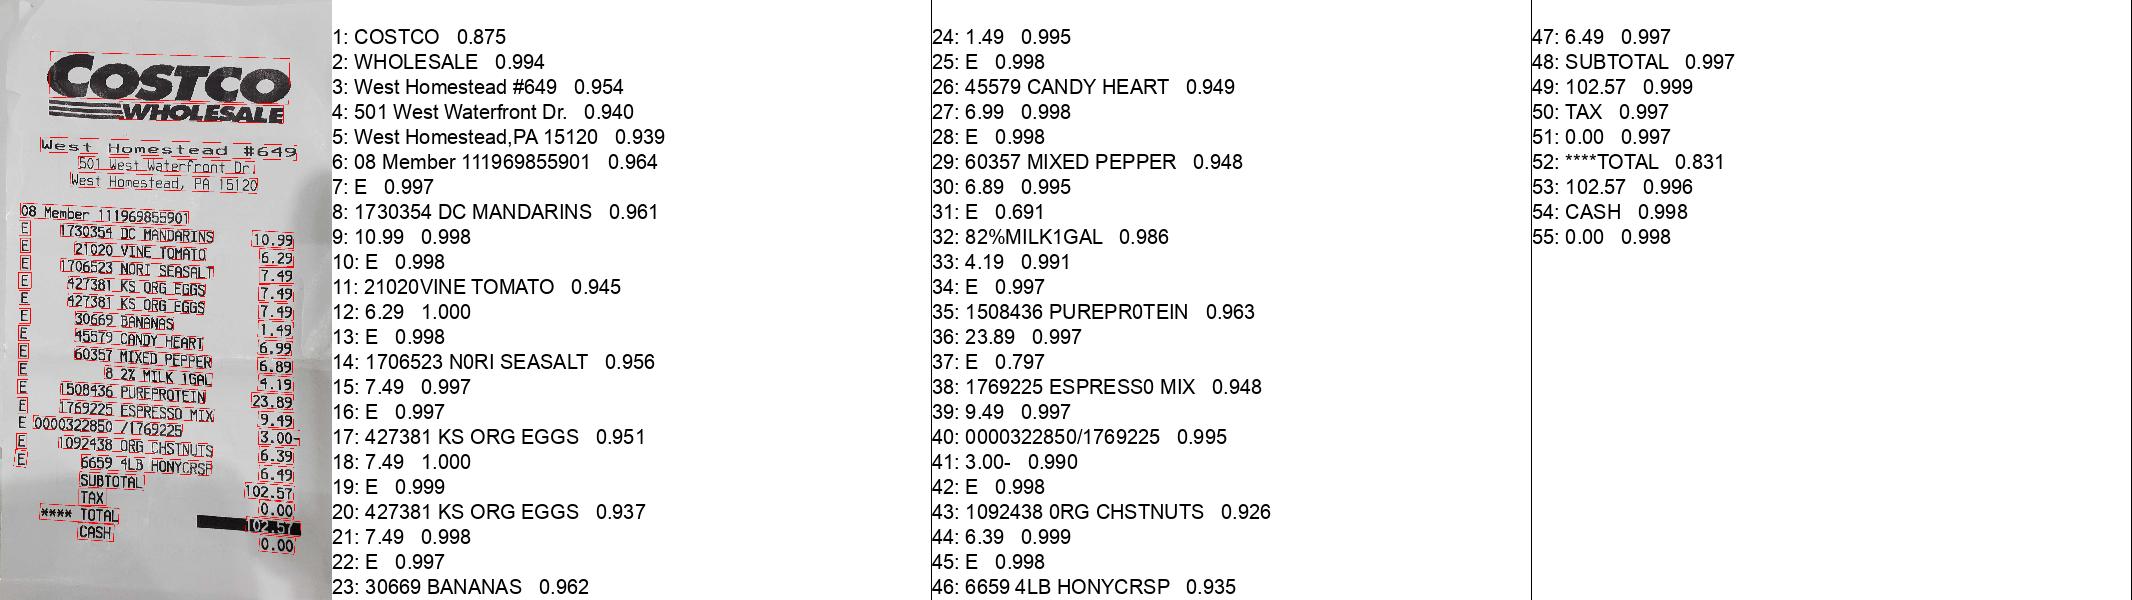 COSTCO
WHOLESALE
West Homestead #649
501 West Waterfront Dr.
West Homestead, PA 15120
08 Member 111969855901
E 1730354 DC MANDARINS 10.99
E 21020 VINE TOMATO 6.29
E 1706523 NORI SEASALT 7.49
E 427381 KS ORG EGGS 7.49
E 427381 KS ORG EGGS 7.49
E 30669 BANANAS 1.49
E 45579 CANDY HEART 6.99
E 60357 MIXED PEPPER 6.89
E 8 2% MILK 1GAL 4.19
E 1508436 PUREPROTEIN 23.89
E 1769225 ESPRESSO MIX 9.49
E 0000322850 /1769225 3.00-
E 1092438 ORG CHSTNUTS 6.39
E 6659 4LB HONYCRSP 6.49
SUBTOTAL 102.57
TAX 0.00
**** TOTAL 102.57
CASH 0.00
1: COSTCO 0.875
2: WHOLESALE 0.994
3: West Homestead #649 0.954
4: 501 West Waterfront Dr. 0.940
5: West Homestead,PA 15120 0.939
6: 08 Member 111969855901 0.964
7: E 0.997
8: 1730354 DC MANDARINS 0.961
9: 10.99 0.998
10: E 0.998
11: 21020VINE TOMATO 0.945
12: 6.29 1.000
13: E 0.998
14: 1706523 N0RI SEASALT 0.956
15: 7.49 0.997
16: E 0.997
17: 427381 KS ORG EGGS 0.951
18: 7.49 1.000
19: E 0.999
20: 427381 KS ORG EGGS 0.937
21: 7.49 0.998
22: E 0.997
23: 30669 BANANAS 0.962
24: 1.49 0.995
25: E 0.998
26: 45579 CANDY HEART 0.949
27: 6.99 0.998
28: E 0.998
29: 60357 MIXED PEPPER 0.948
30: 6.89 0.995
31: E 0.691
32: 82%MILK1GAL 0.986
33: 4.19 0.991
34: E 0.997
35: 1508436 PUREPR0TEIN 0.963
36: 23.89 0.997
37: E 0.797
38: 1769225 ESPRESS0 MIX 0.948
39: 9.49 0.997
40: 0000322850/1769225 0.995
41: 3.00- 0.990
42: E 0.998
43: 1092438 0RG CHSTNUTS 0.926
44: 6.39 0.999
45: E 0.998
46: 6659 4LB HONYCRSP 0.935
47: 6.49 0.997
48: SUBTOTAL 0.997
49: 102.57 0.999
50: TAX 0.997
51: 0.00 0.997
52: ****TOTAL 0.831
53: 102.57 0.996
54: CASH 0.998
55: 0.00 0.998